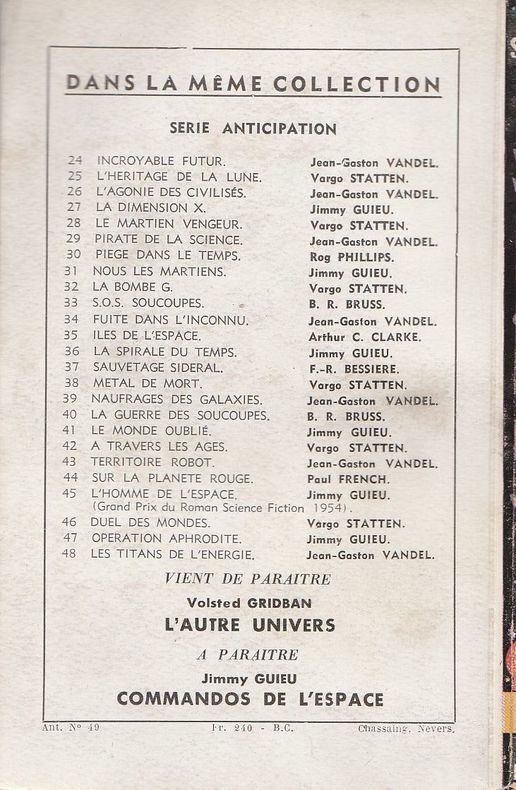 DANS LA MÊME COLLECTION
SERIE ANTICIPATION
24 INCROYABLE FUTUR. Jean-Gaston VANDEL.
25 L'HERITAGE DE LA LUNE. Vargo STATTEN.
26 L'AGONIE DES CIVILISÉS. Jean-Gaston VANDEL.
27 LA DIMENSION X. Jimmy GUIEU.
28 LE MARTIEN VENGEUR. Vargo STATTEN.
29 PIRATE DE LA SCIENCE. Jean-Gaston VANDEL.
30 PIEGE DANS LE TEMPS. Rog PHILLIPS.
31 NOUS LES MARTIENS. Jimmy GUIEU.
32 LA BOMBE G. Vargo STATTEN.
33 S.O.S. SOUCOUPES. B. R. BRUSS.
34 FUITE DANS L'INCONNU. Jean-Gaston VANDEL.
35 ILES DE L'ESPACE. Arthur C. CLARKE.
36 LA SPIRALE DU TEMPS. Jimmy GUIEU.
37 SAUVETAGE SIDERAL. F.-R. BESSIERE.
38 METAL DE MORT. Vargo STATTEN.
39 NAUFRAGES DES GALAXIES. Jean-Gaston VANDEL.
40 LA GUERRE DES SOUCOUPES. B. R. BRUSS.
41 LE MONDE OUBLIÉ. Jimmy GUIEU.
42 A TRAVERS LES AGES. Vargo STATTEN.
43 TERRITOIRE ROBOT. Jean-Gaston VANDEL.
44 SUR LA PLANETE ROUGE. Paul FRENCH.
45 L'HOMME DE L'ESPACE. Jimmy GUIEU.
(Grand Prix du Roman Science Fiction 1954).
46 DUEL DES MONDES. Vargo STATTEN.
47 OPERATION APHRODITE. Jimmy GUIEU.
48 LES TITANS DE L'ENERGIE. Jean-Gaston VANDEL.
VIENT DE PARAITRE
Volsted GRIDBAN
L'AUTRE UNIVERS
A PARAITRE
Jimmy GUIEU
COMMANDOS DE L'ESPACE
Ant. Nº 49 Fr. 240 - B.C. Chassaing, Nevers.